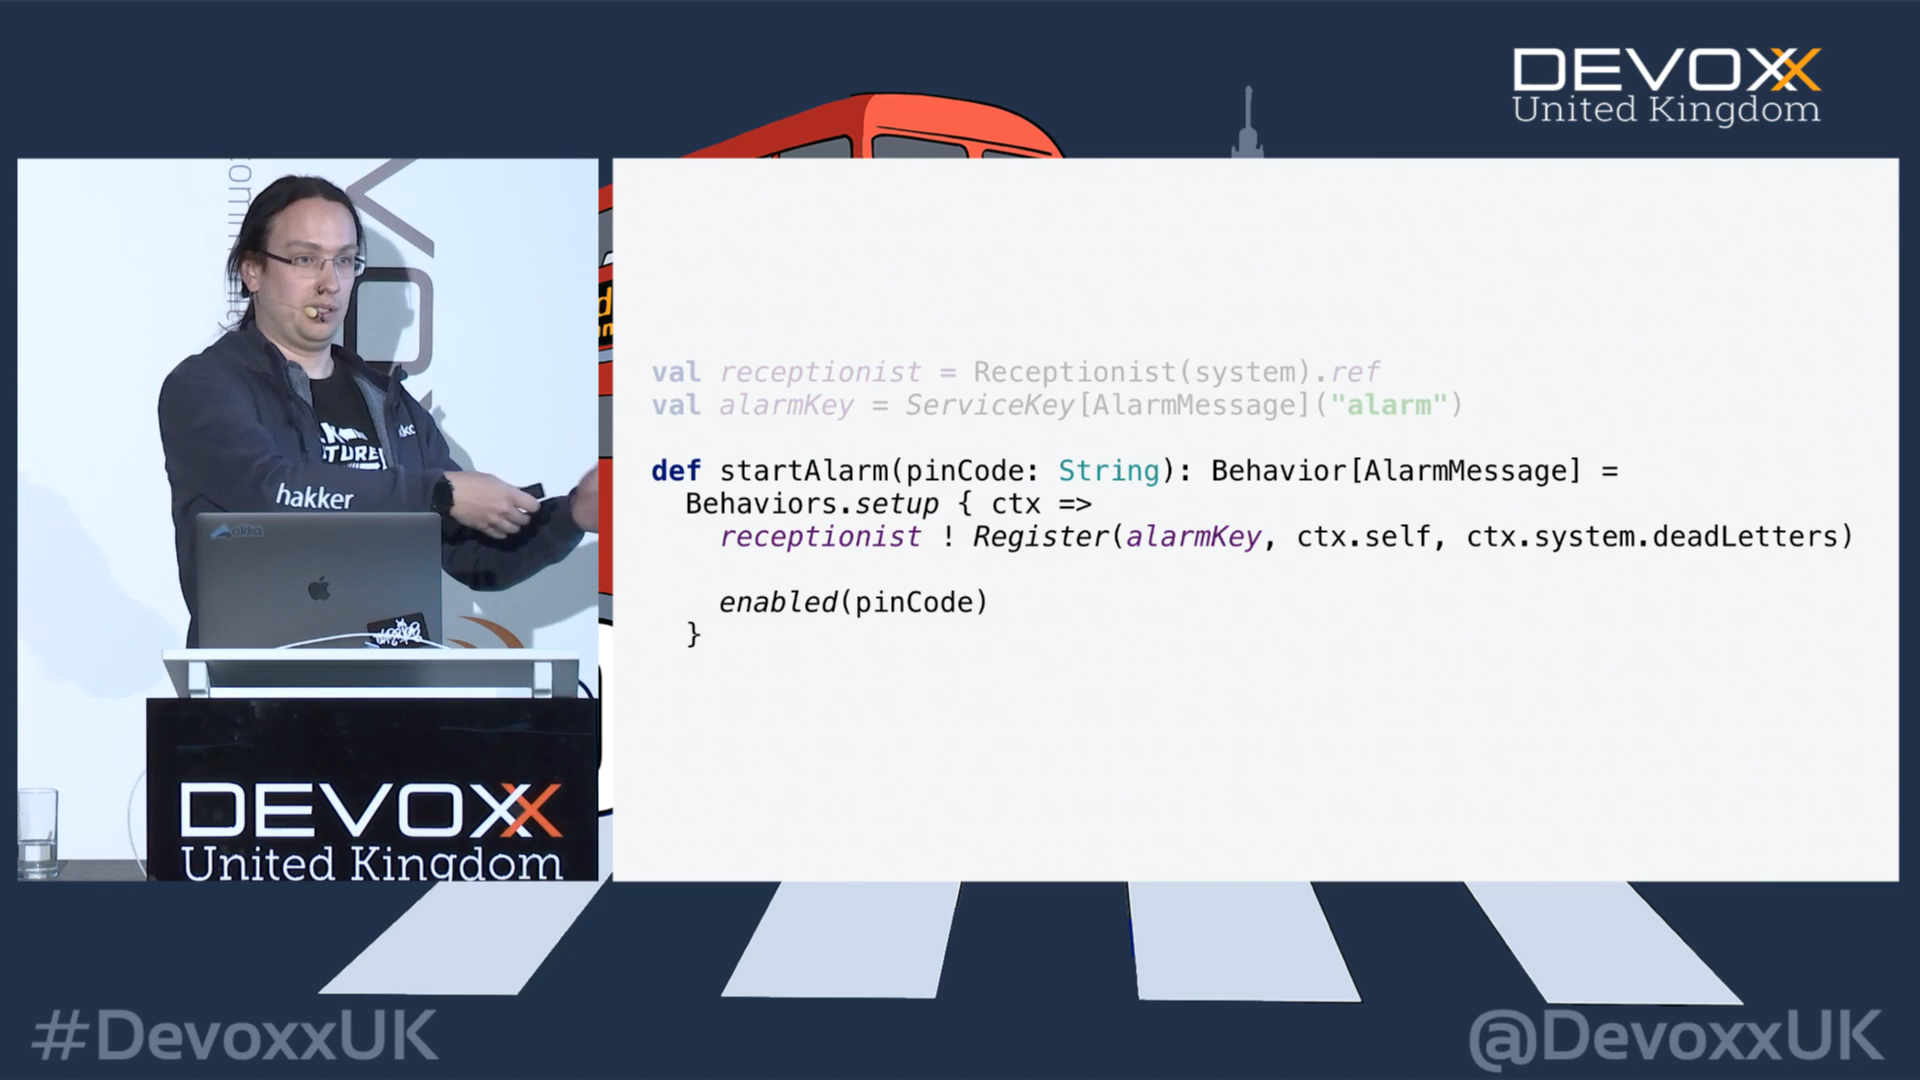 DEVOXX
United Kingdom
val receptionist = Receptionist(system).ref
val alarmKey = ServiceKey[AlarmMessage]("alarm")
def startAlarm(pinCode: String): Behavior[AlarmMessage] =
Behaviors.setup { ctx =>
receptionist ! Register(alarmKey, ctx.self, ctx.system.deadLetters)
enabled(pinCode)
}
hakker
akka
DEVOXX
United Kingdom
#DevoxxUK
@DevoxxUK